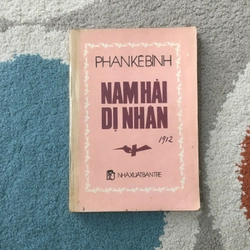 PHAN KẾ BÍNH
NAM HẢI
DỊ NHÂN
1912
NHÀ XUẤT BẢN TRẺ